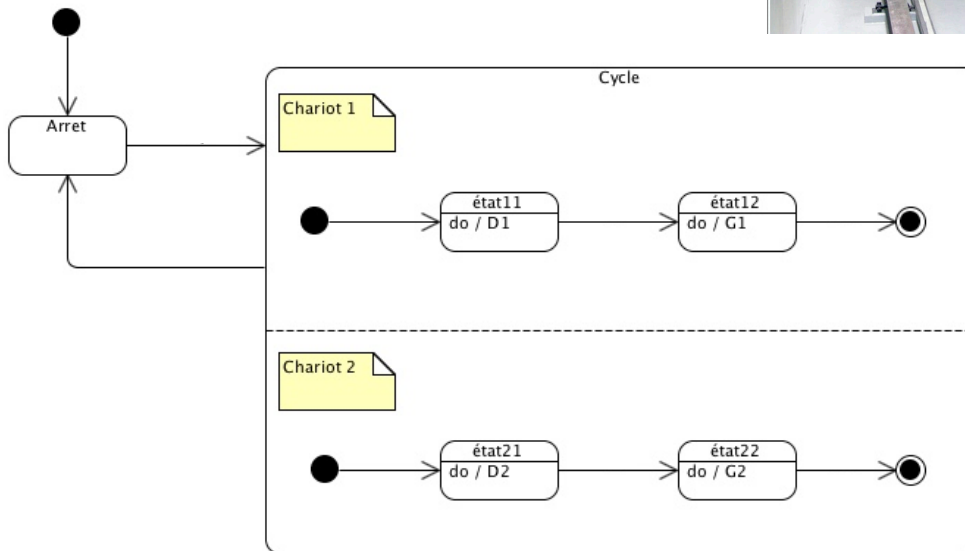 Cycle
Chariot 1
Arret
état11
do / D1
état12
do / G1
Chariot 2
état21
do / D2
état22
do / G2